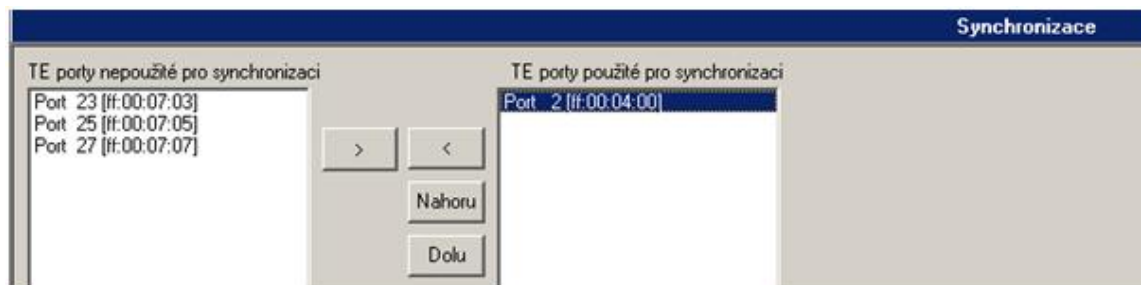 Synchronizace
TE porty nepoužité pro synchronizaci
Port 23 [ff:00:07:03]
Port 25 [ff:00:07:05]
Port 27 [ff:00:07:07]
>
<
Nahoru
Dolu
TE porty použité pro synchronizaci
Port 2 [ff:00:04:00]